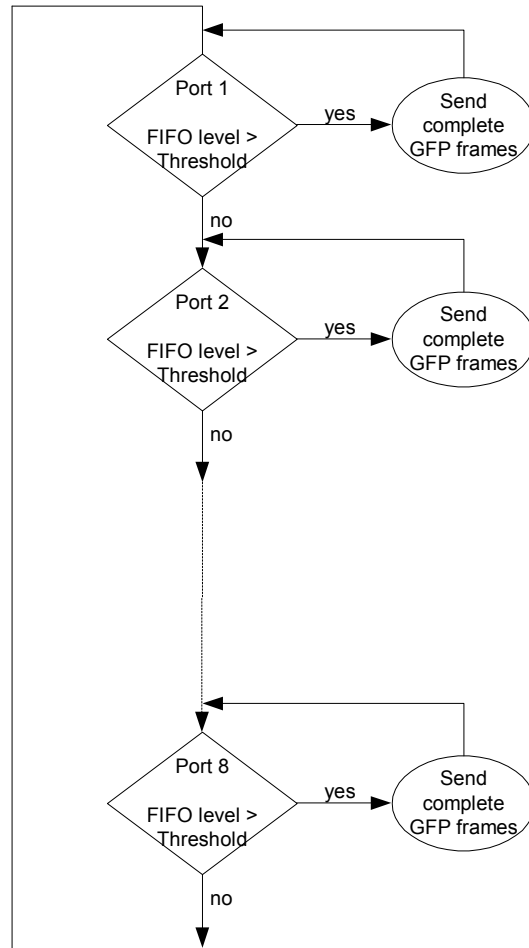 Port 1
FIFO level >
Threshold
yes
Send
complete
GFP frames
no
Port 2
FIFO level >
Threshold
yes
Send
complete
GFP frames
no
Port 8
FIFO level >
Threshold
yes
Send
complete
GFP frames
no